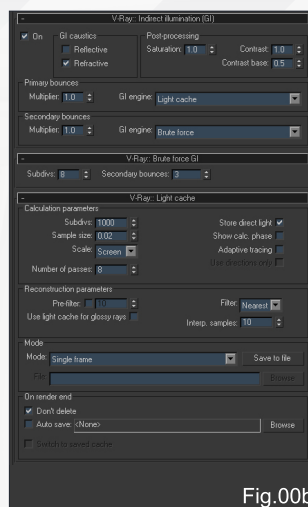 - V-Ray:: Indirect illumination (GI)
On
GI caustics
Reflective
Refractive
Post-processing
Saturation: 1.0 Contrast: 1.0
Contrast base: 0.5
Primary bounces
Multiplier: 1.0 GI engine: Light cache
Secondary bounces
Multiplier: 1.0 GI engine: Brute force
- V-Ray:: Brute force GI
Subdivs: 8 Secondary bounces: 3
- V-Ray:: Light cache
Calculation parameters
Subdivs: 1000
Sample size: 0.02
Scale: Screen
Number of passes: 8
Store direct light
Show calc. phase
Adaptive tracing
Use directions only
Reconstruction parameters
Pre-filter: 10
Use light cache for glossy rays
Filter: Nearest
Interp. samples: 10
Mode
Mode: Single frame Save to file
File: Browse
On render end
Don't delete
Auto save: <None> Browse
Switch to saved cache
Fig.00b